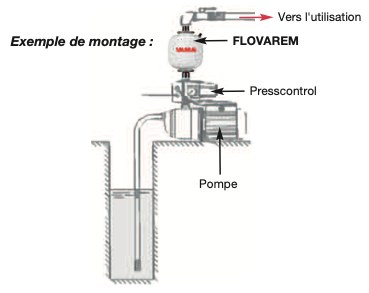 Vers l'utilisation
Exemple de montage :
FLOVAREM
Presscontrol
Pompe